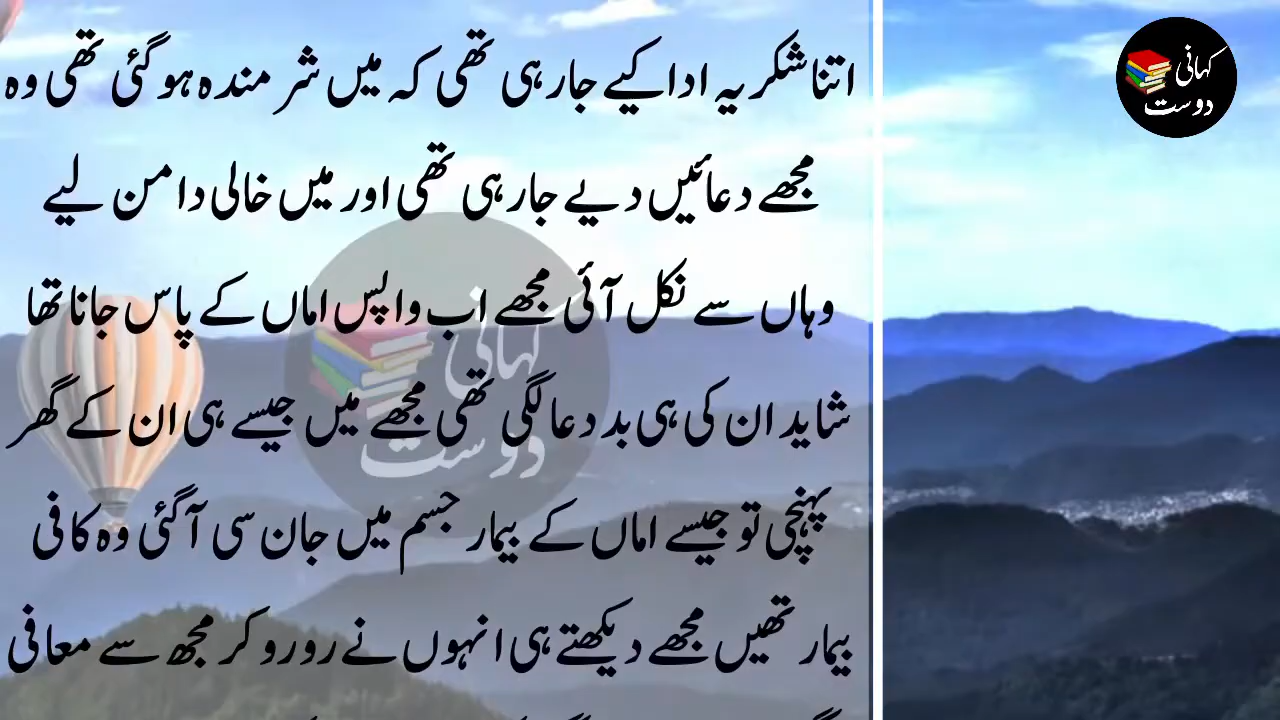 اتنا شکریہ ادا کیے جا رہی تھی کہ میں شرمندہ ہو گئی تھی وہ
مجھے دعائیں دیے جا رہی تھی اور میں خالی دامن لیے
وہاں سے نکل آئی مجھے اب واپس اماں کے پاس جانا تھا
شاید ان کی ہی بد دعا لگی تھی مجھے میں جیسے ہی ان کے گھر
پہنچی تو جیسے اماں کے بیمار جسم میں جان سی آ گئی وہ کافی
بیمار تھیں مجھے دیکھتے ہی انہوں نے رو رو کر مجھ سے معافی
کہانی
دوست
کہانی
دوست